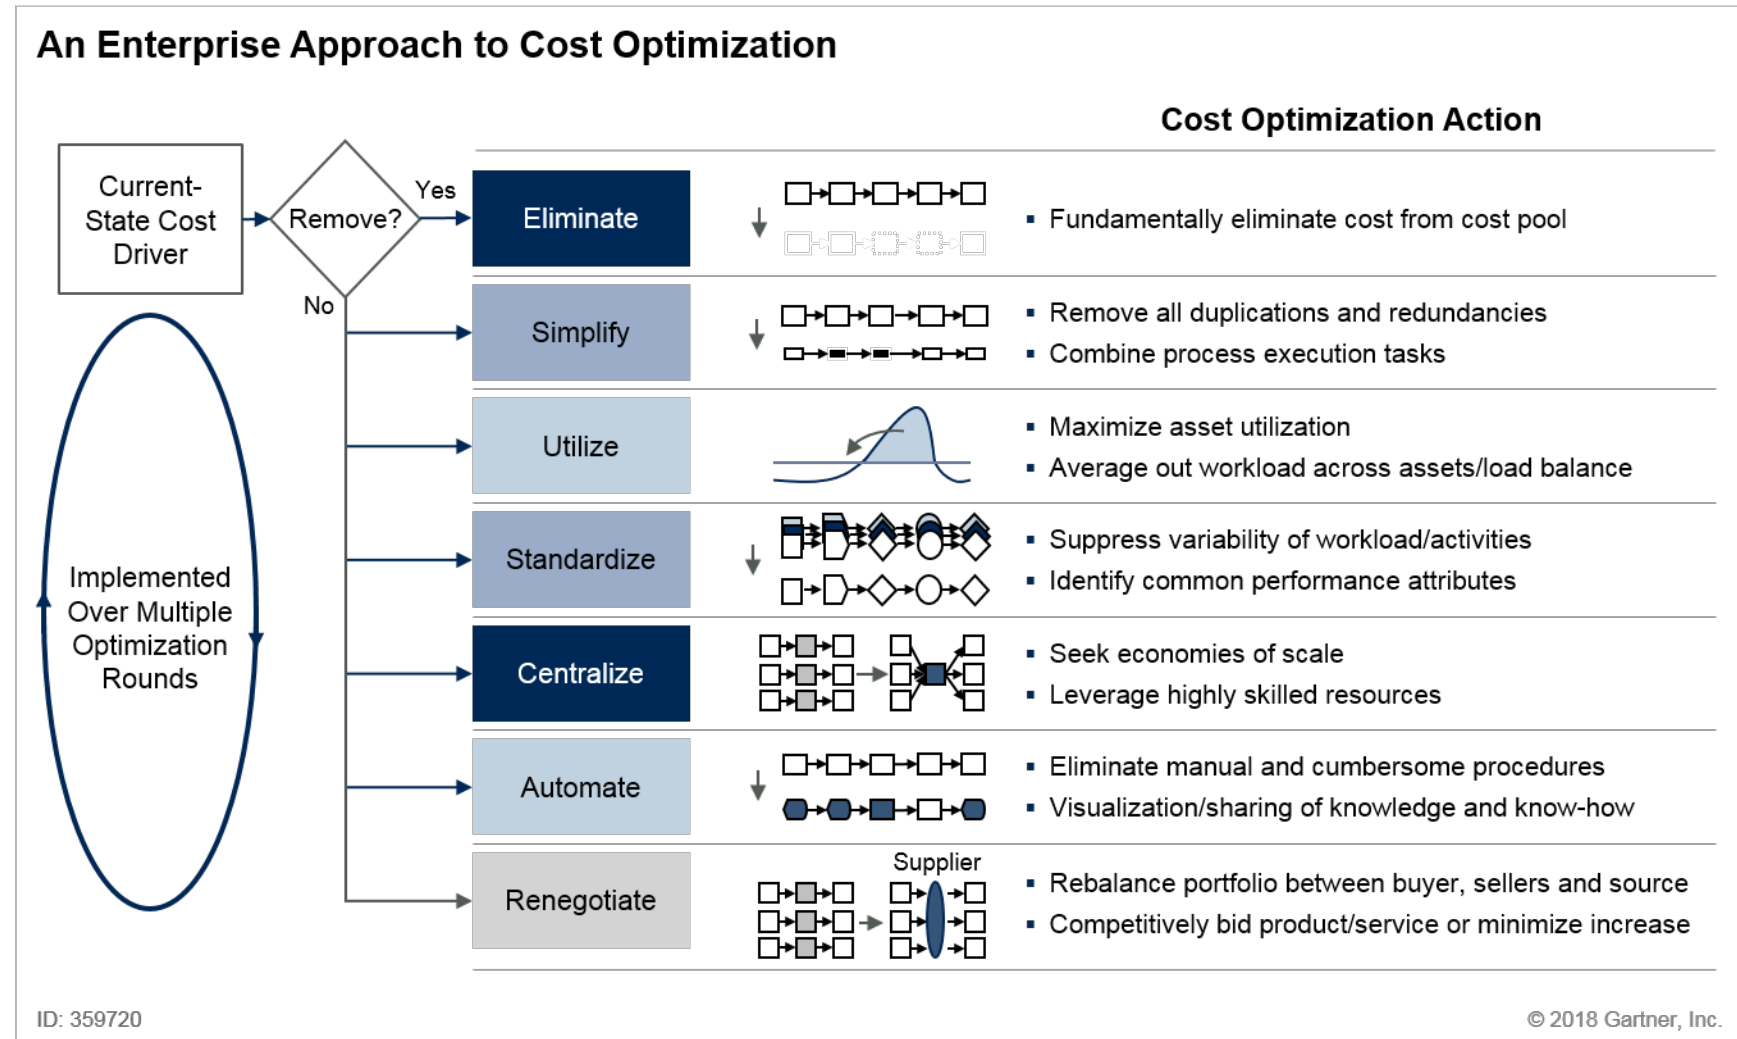 An Enterprise Approach to Cost Optimization
Cost Optimization Action
Current-
State Cost
Driver
Remove?
Yes
No
Eliminate
▪ Fundamentally eliminate cost from cost pool
Simplify
▪ Remove all duplications and redundancies
▪ Combine process execution tasks
Utilize
▪ Maximize asset utilization
▪ Average out workload across assets/load balance
Standardize
▪ Suppress variability of workload/activities
▪ Identify common performance attributes
Implemented
Over Multiple
Optimization
Rounds
Centralize
▪ Seek economies of scale
▪ Leverage highly skilled resources
Automate
▪ Eliminate manual and cumbersome procedures
▪ Visualization/sharing of knowledge and know-how
Renegotiate
Supplier
▪ Rebalance portfolio between buyer, sellers and source
▪ Competitively bid product/service or minimize increase
ID: 359720
© 2018 Gartner, Inc.